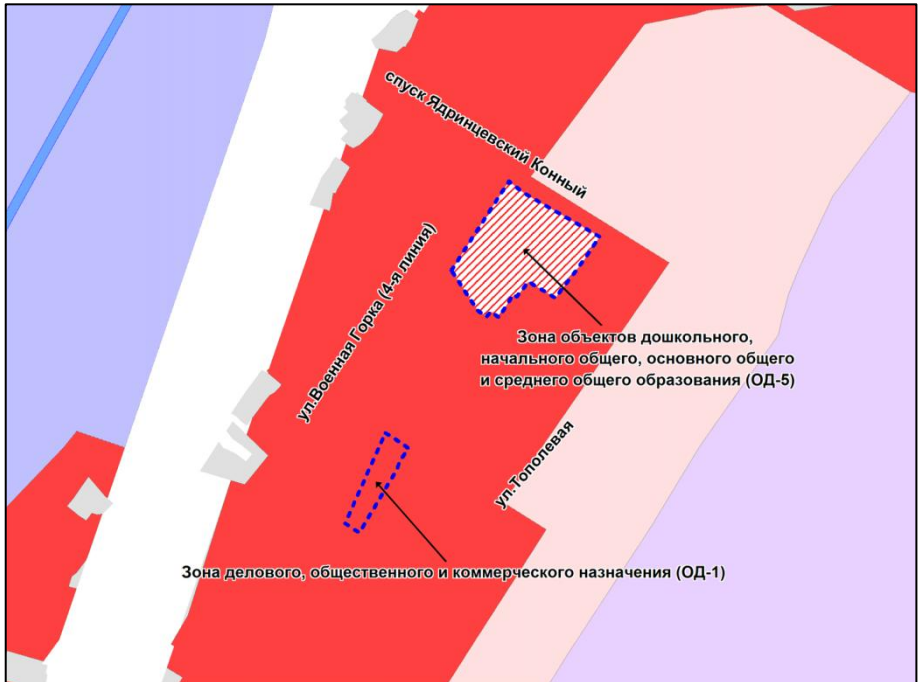 спуск Ядринцевский Конный
ул.Военная Горка (4-я линия)
Зона объектов дошкольного,
начального общего, основного общего
и среднего общего образования (ОД-5)
ул.Тополевая
Зона делового, общественного и коммерческого назначения (ОД-1)